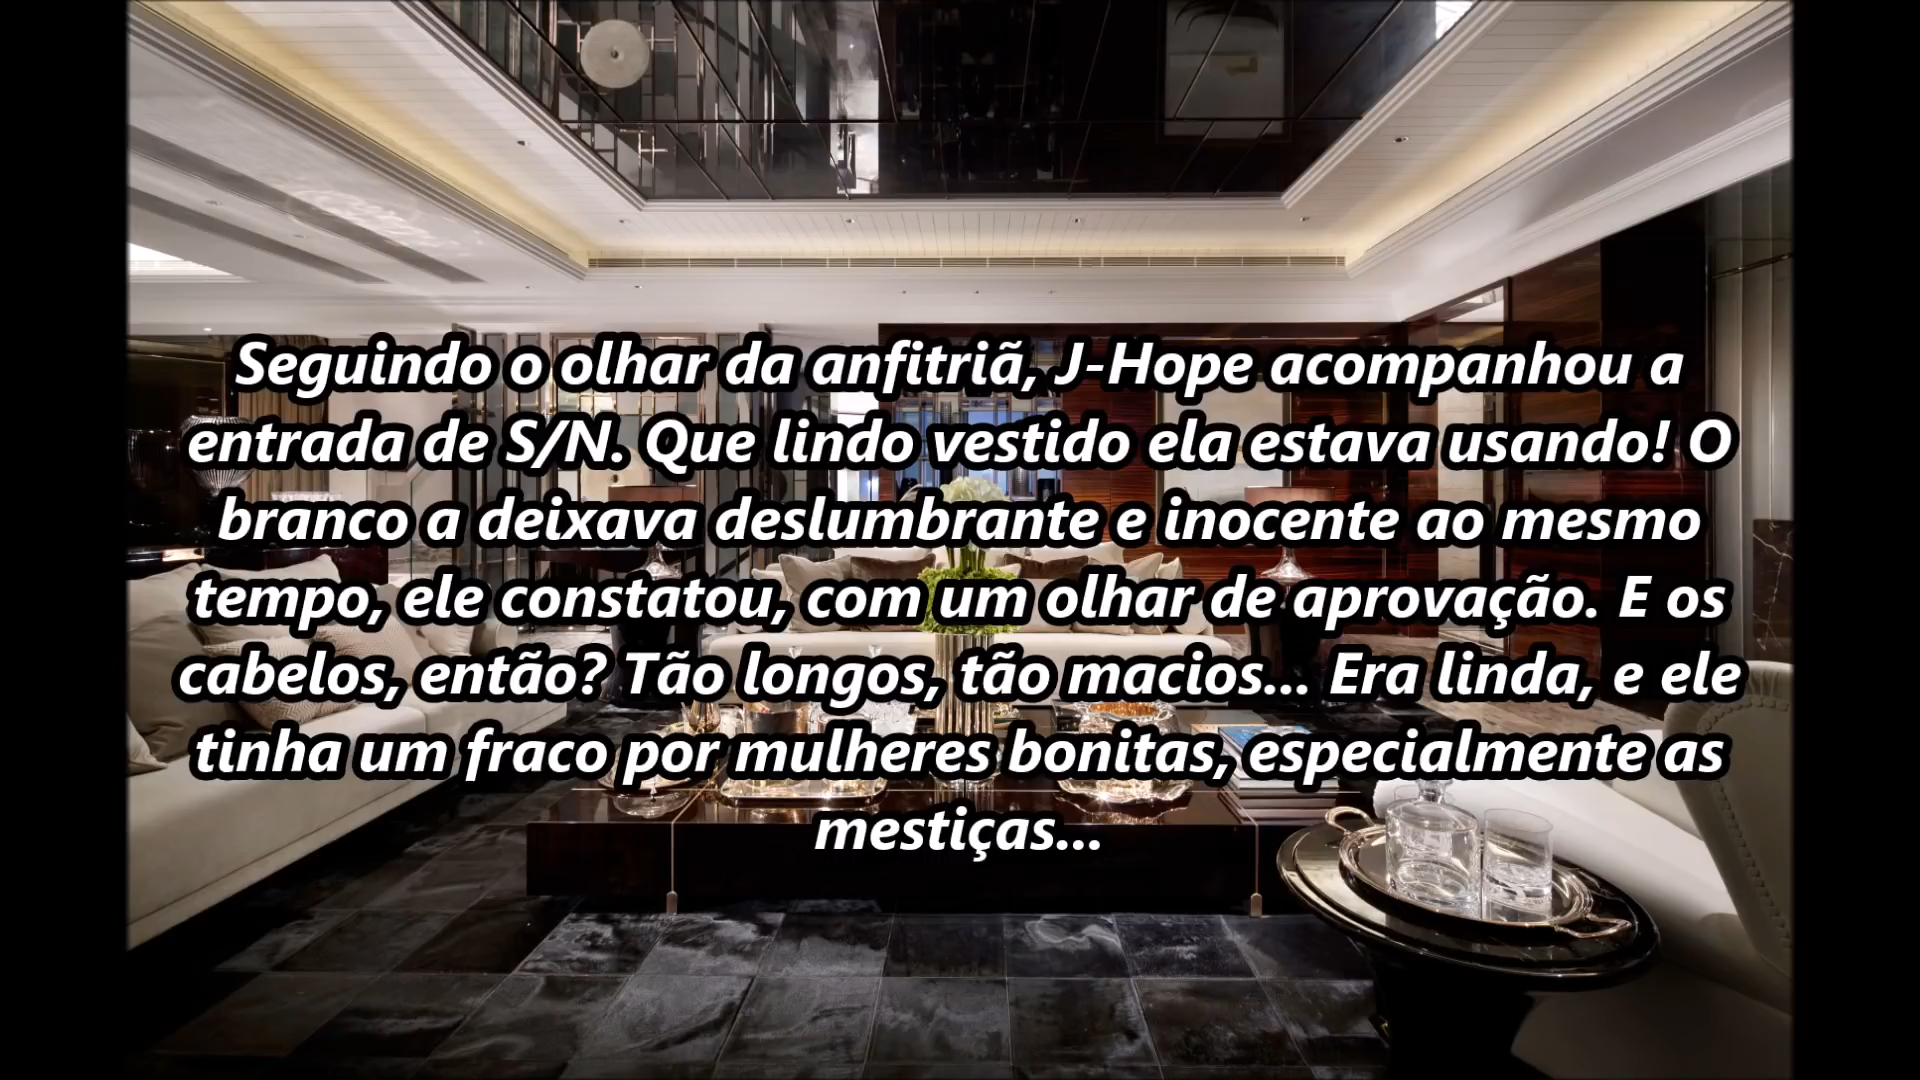 Seguindo o olhar da anfitriã, J-Hope acompanhou a
entrada de S/N. Que lindo vestido ela estava usando! O
branco a deixava deslumbrante e inocente ao mesmo
tempo, ele constatou, com um olhar de aprovação. E os
cabelos, então? Tão longos, tão macios... Era linda, e ele
tinha um fraco por mulheres bonitas, especialmente as
mestiças...